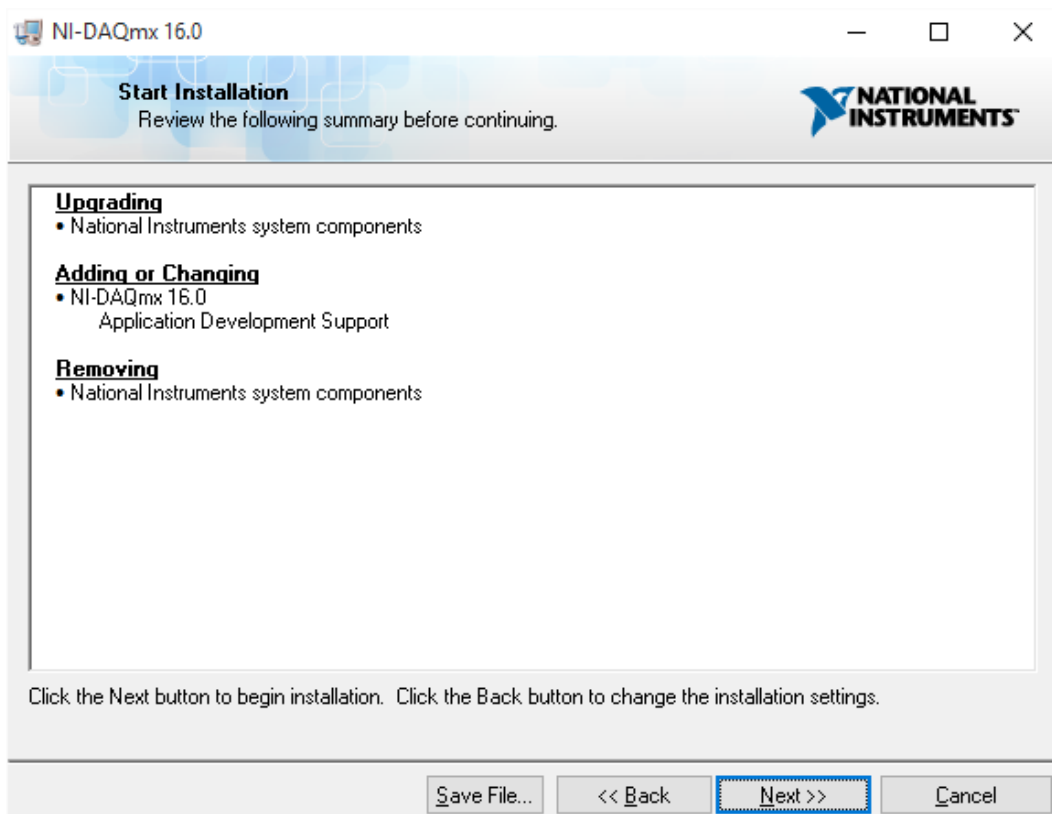 NI-DAQmx 16.0
Start Installation
Review the following summary before continuing.
NATIONAL
INSTRUMENTS™
Upgrading
• National Instruments system components
Adding or Changing
• NI-DAQmx 16.0
Application Development Support
Removing
• National Instruments system components
Click the Next button to begin installation.  Click the Back button to change the installation settings.
Save File...
<< Back
Next >>
Cancel